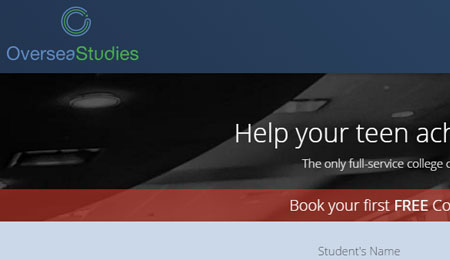 OverseaStudies
Help your teen ach
The only full-service college c
Book your first FREE Co
Student's Name